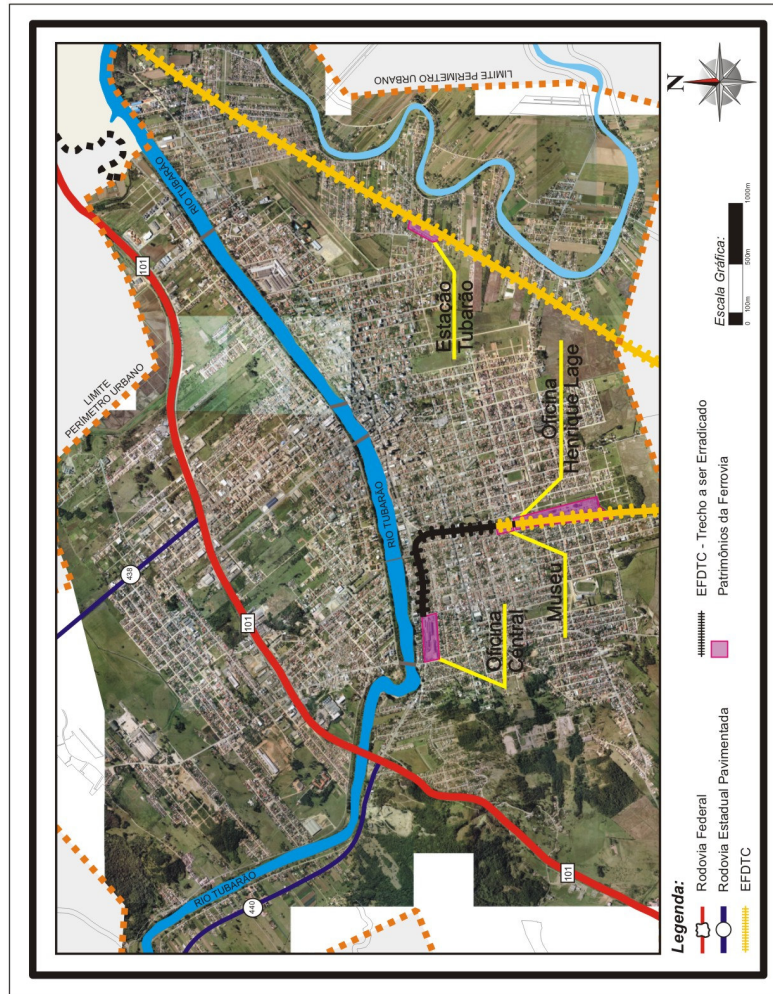 LIMITE PERÍMETRO URBANO
N
RIO TUBARÃO
101
LIMITE
PERÍMETRO URBANO
438
101
RIO TUBARÃO
Estação
Tubarão
Oficina
Henrique Lage
Museu
Oficina
Central
RIO TUBARÃO
440
101
Escala Gráfica:
0
100m
500m
1000m
Legenda:
Rodovia Federal
Rodovia Estadual Pavimentada
EFDTC
EFDTC - Trecho a ser Erradicado
Patrimônios da Ferrovia